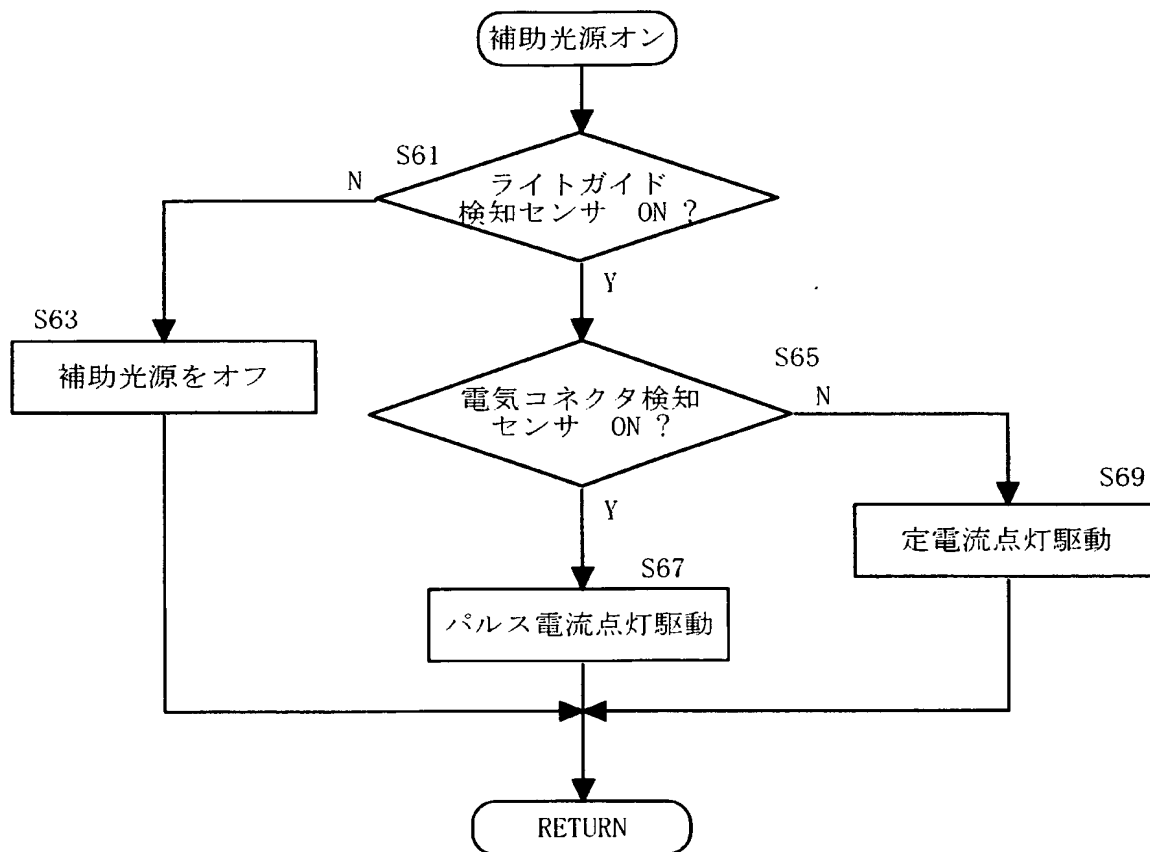 補助光源オン
S61
N
ライトガイド
検知センサ ON ?
Y
S63
補助光源をオフ
S65
電気コネクタ検知
センサ ON ?
N
Y
S69
定電流点灯駆動
S67
パルス電流点灯駆動
RETURN